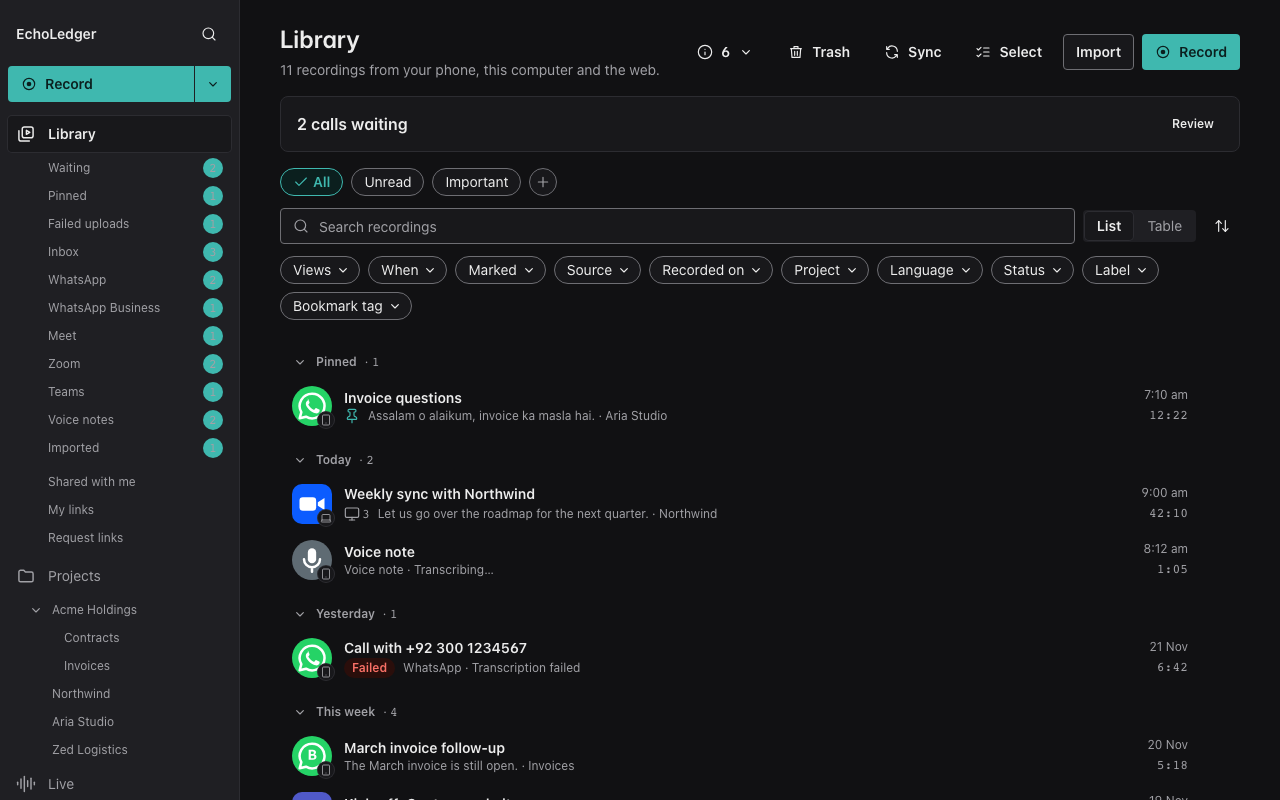 EchoLedger
Record
Library
Waiting
Pinned
Failed uploads
Inbox
WhatsApp
WhatsApp Business
Meet
Zoom
Teams
Voice notes
Imported
Shared with me
My links
Request links
Projects
Acme Holdings
Contracts
Invoices
Northwind
Aria Studio
Zed Logistics
Live
Library
11 recordings from your phone, this computer and the web.
6
Trash
Sync
Select
Import
Record
2 calls waiting
Review
All
Unread
Important
Search recordings
List
Table
Views
When
Marked
Source
Recorded on
Project
Language
Status
Label
Bookmark tag
Pinned · 1
Invoice questions
7:10 am
Assalam o alaikum, invoice ka masla hai. · Aria Studio
12:22
Today · 2
Weekly sync with Northwind
9:00 am
3 Let us go over the roadmap for the next quarter. · Northwind
42:10
Voice note
8:12 am
Voice note · Transcribing...
1:05
Yesterday · 1
Call with +92 300 1234567
21 Nov
Failed WhatsApp · Transcription failed
6:42
This week · 4
March invoice follow-up
20 Nov
The March invoice is still open. · Invoices
5:18